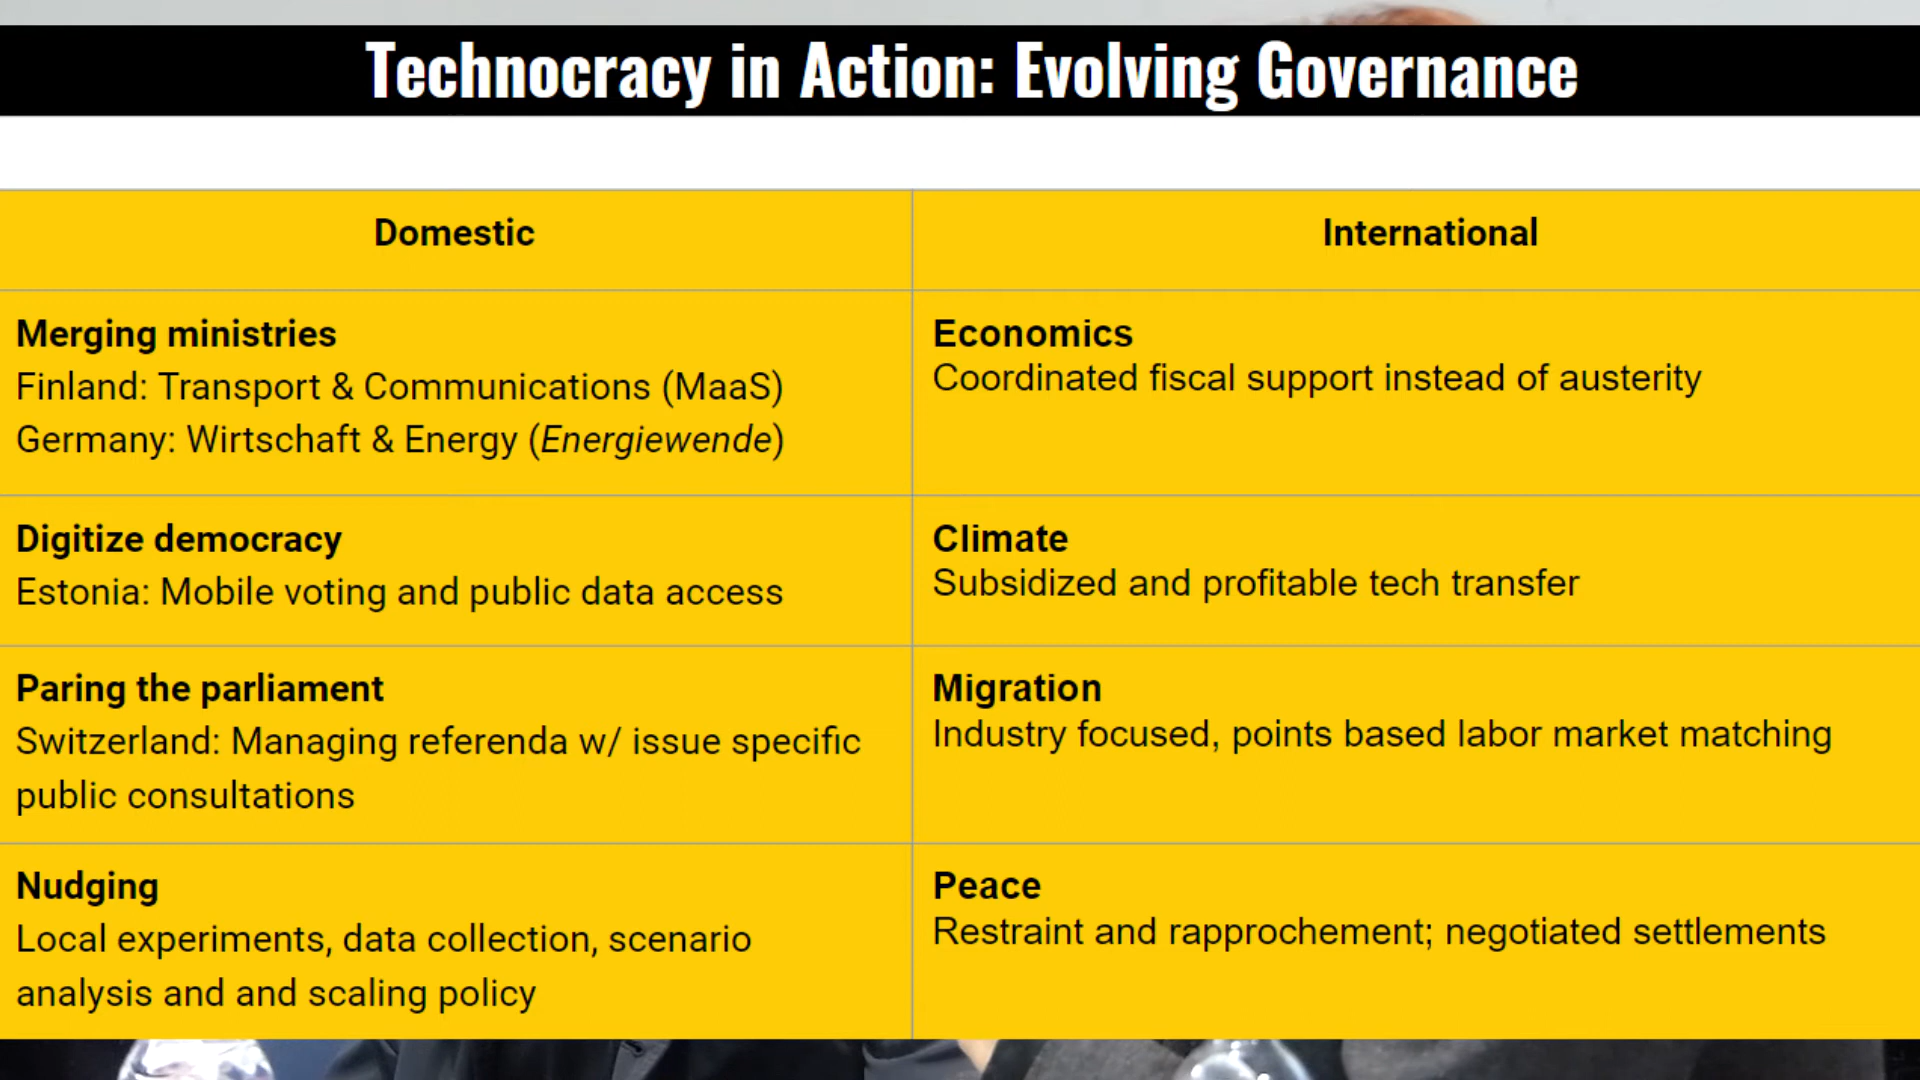 Technocracy in Action: Evolving Governance
Domestic
International
Merging ministries
Finland: Transport & Communications (MaaS)
Germany: Wirtschaft & Energy (Energiewende)
Economics
Coordinated fiscal support instead of austerity
Digitize democracy
Estonia: Mobile voting and public data access
Climate
Subsidized and profitable tech transfer
Paring the parliament
Switzerland: Managing referenda w/ issue specific
public consultations
Migration
Industry focused, points based labor market matching
Nudging
Local experiments, data collection, scenario
analysis and and scaling policy
Peace
Restraint and rapprochement; negotiated settlements